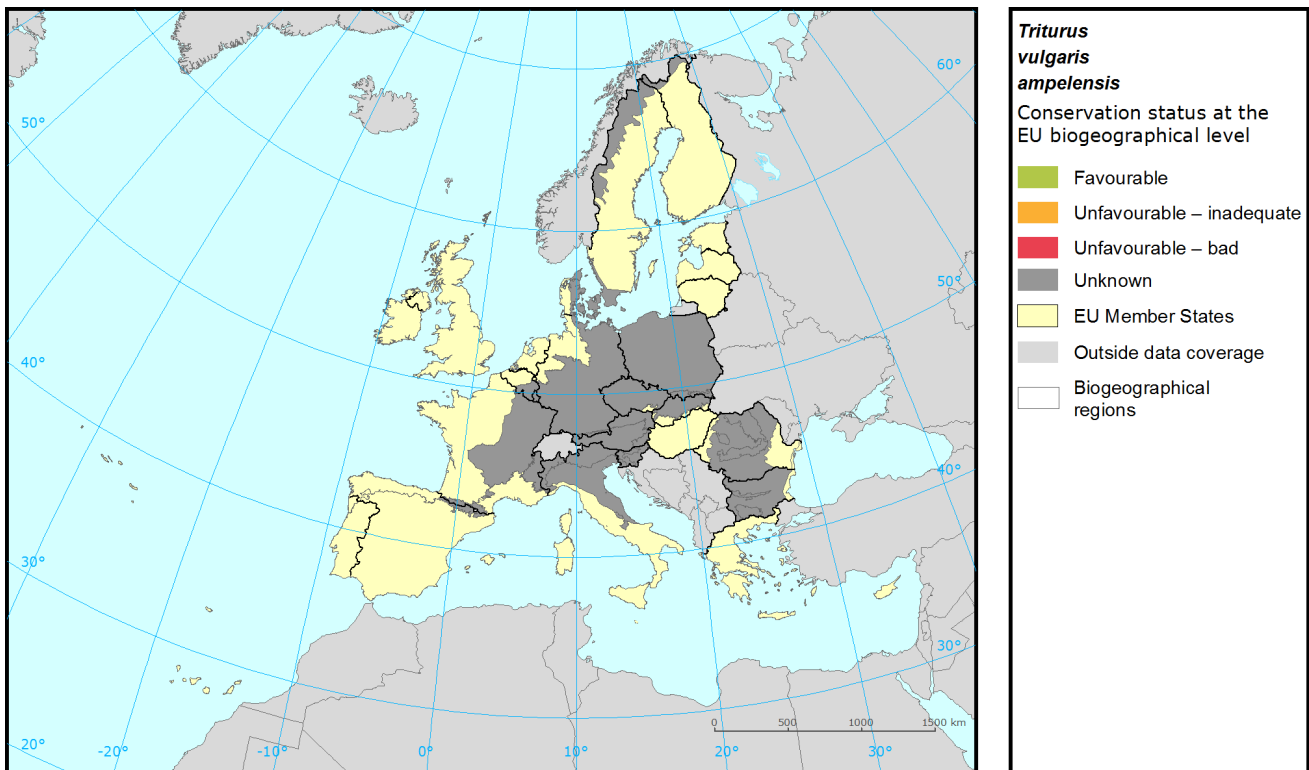 60°
50°
50°
40°
40°
30°
30°
20°
-20°
-10°
0°
10°
20°
30°
0 500 1000 1500 km
Triturus
vulgaris
ampelensis
Conservation status at the
EU biogeographical level
Favourable
Unfavourable – inadequate
Unfavourable – bad
Unknown
EU Member States
Outside data coverage
Biogeographical
regions